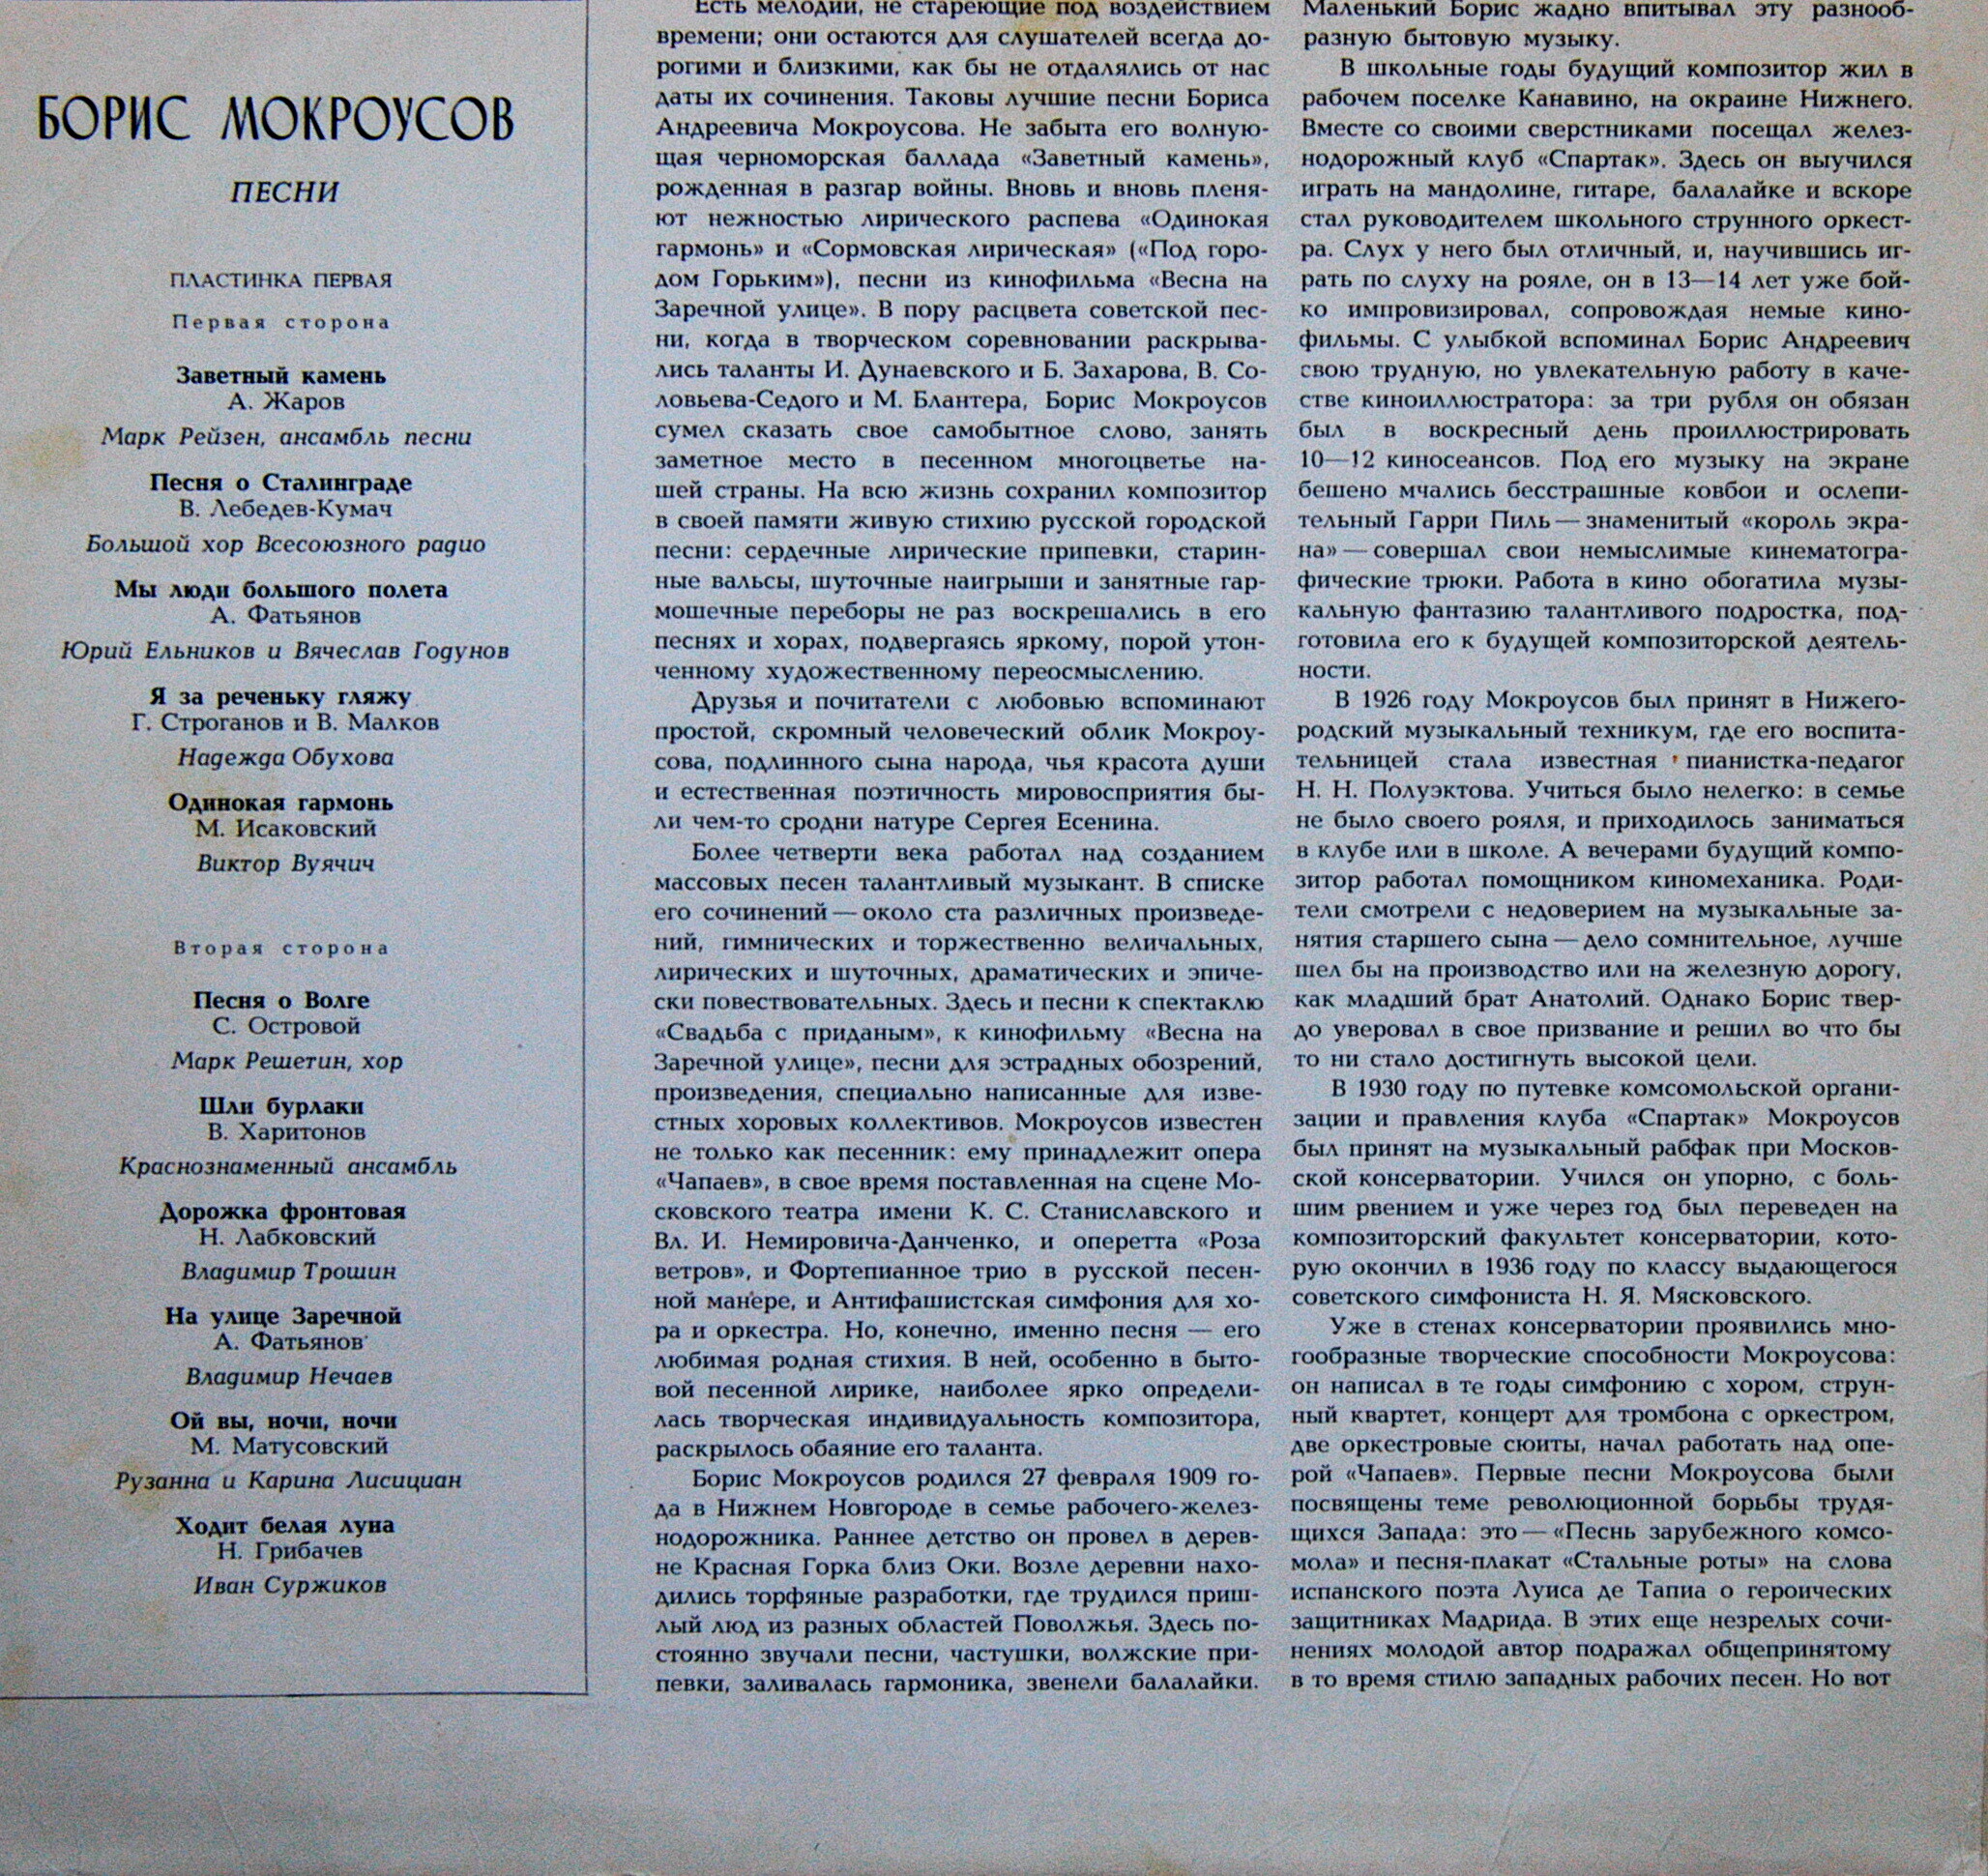 БОРИС МОКРОУСОВ
ПЕСНИ
ПЛАСТИНКА ПЕРВАЯ
Первая сторона
Заветный камень
А. Жаров
Марк Рейзен, ансамбль песни
Песня о Сталинграде
В. Лебедев-Кумач
Большой хор Всесоюзного радио
Мы люди большого полета
А. Фатьянов
Юрий Ельников и Вячеслав Годунов
Я за реченьку гляжу
Г. Строганов и В. Малков
Надежда Обухова
Одинокая гармонь
М. Исаковский
Виктор Вуячич
Вторая сторона
Песня о Волге
С. Островой
Марк Решетин, хор
Шли бурлаки
В. Харитонов
Краснознаменный ансамбль
Дорожка фронтовая
Н. Лабковский
Владимир Трошин
На улице Заречной
А. Фатьянов
Владимир Нечаев
Ой вы, ночи, ночи
М. Матусовский
Рузанна и Карина Лисициан
Ходит белая луна
Н. Грибачев
Иван Суржиков
Есть мелодии, не стареющие под воздействием
времени; они остаются для слушателей всегда до-
рогими и близкими, как бы не отдалялись от нас
даты их сочинения. Таковы лучшие песни Бориса
Андреевича Мокроусова. Не забыта его волную-
щая черноморская баллада «Заветный камень»,
рожденная в разгар войны. Вновь и вновь пленя-
ют нежностью лирического распева «Одинокая
гармонь» и «Сормовская лирическая» («Под горо-
дом Горьким»), песни из кинофильма «Весна на
Заречной улице». В пору расцвета советской пес-
ни, когда в творческом соревновании раскрыва-
лись таланты И. Дунаевского и Б. Захарова, В. Со-
ловьева-Седого и М. Блантера, Борис Мокроусов
сумел сказать свое самобытное слово, занять
заметное место в песенном многоцветье на-
шей страны. На всю жизнь сохранил композитор
в своей памяти живую стихию русской городской
песни: сердечные лирические припевки, старин-
ные вальсы, шуточные наигрыши и занятные гар-
мошечные переборы не раз воскрешались в его
песнях и хорах, подвергаясь яркому, порой утон-
ченному художественному переосмыслению.
Друзья и почитатели с любовью вспоминают
простой, скромный человеческий облик Мокроу-
сова, подлинного сына народа, чья красота души
и естественная поэтичность мировосприятия бы-
ли чем-то сродни натуре Сергея Есенина.
Более четверти века работал над созданием
массовых песен талантливый музыкант. В списке
его сочинений — около ста различных произведе-
ний, гимнических и торжественно величальных,
лирических и шуточных, драматических и эпиче-
ски повествовательных. Здесь и песни к спектаклю
«Свадьба с приданым», к кинофильму «Весна на
Заречной улице», песни для эстрадных обозрений,
произведения, специально написанные для изве-
стных хоровых коллективов. Мокроусов известен
не только как песенник: ему принадлежит опера
«Чапаев», в свое время поставленная на сцене Мо-
сковского театра имени К. С. Станиславского и
Вл. И. Немировича-Данченко, и оперетта «Роза
ветров», и Фортепианное трио в русской песен-
ной манере, и Антифашистская симфония для хо-
ра и оркестра. Но, конечно, именно песня — его
любимая родная стихия. В ней, особенно в быто-
вой песенной лирике, наиболее ярко определи-
лась творческая индивидуальность композитора,
раскрылось обаяние его таланта.
Борис Мокроусов родился 27 февраля 1909 го-
да в Нижнем Новгороде в семье рабочего-желез-
нодорожника. Раннее детство он провел в дерев-
не Красная Горка близ Оки. Возле деревни нахо-
дились торфяные разработки, где трудился приш-
лый люд из разных областей Поволжья. Здесь по-
стоянно звучали песни, частушки, волжские при-
певки, заливалась гармоника, звенели балалайки.
Маленький Борис жадно впитывал эту разнооб-
разную бытовую музыку.
В школьные годы будущий композитор жил в
рабочем поселке Канавино, на окраине Нижнего.
Вместе со своими сверстниками посещал желез-
нодорожный клуб «Спартак». Здесь он выучился
играть на мандолине, гитаре, балалайке и вскоре
стал руководителем школьного струнного оркест-
ра. Слух у него был отличный, и, научившись иг-
рать по слуху на рояле, он в 13—14 лет уже бой-
ко импровизировал, сопровождая немые кино-
фильмы. С улыбкой вспоминал Борис Андреевич
свою трудную, но увлекательную работу в каче-
стве киноиллюстратора: за три рубля он обязан
был в воскресный день проиллюстрировать
10—12 киносеансов. Под его музыку на экране
бешено мчались бесстрашные ковбои и ослепи-
тельный Гарри Пиль — знаменитый «король экра-
на» — совершал свои немыслимые кинематогра-
фические трюки. Работа в кино обогатила музы-
кальную фантазию талантливого подростка, под-
готовила его к будущей композиторской деятель-
ности.
В 1926 году Мокроусов был принят в Нижего-
родский музыкальный техникум, где его воспита-
тельницей стала известная пианистка-педагог
Н. Н. Полуэктова. Учиться было нелегко: в семье
не было своего рояля, и приходилось заниматься
в клубе или в школе. А вечерами будущий компо-
зитор работал помощником киномеханика. Роди-
тели смотрели с недоверием на музыкальные за-
нятия старшего сына — дело сомнительное, лучше
шел бы на производство или на железную дорогу,
как младший брат Анатолий. Однако Борис твер-
до уверовал в свое призвание и решил во что бы
то ни стало достигнуть высокой цели.
В 1930 году по путевке комсомольской органи-
зации и правления клуба «Спартак» Мокроусов
был принят на музыкальный рабфак при Москов-
ской консерватории. Учился он упорно, с боль-
шим рвением и уже через год был переведен на
композиторский факультет консерватории, кото-
рую окончил в 1936 году по классу выдающегося
советского симфониста Н. Я. Мясковского.
Уже в стенах консерватории проявились мно-
гообразные творческие способности Мокроусова:
он написал в те годы симфонию с хором, струн-
ный квартет, концерт для тромбона с оркестром,
две оркестровые сюиты, начал работать над опе-
рой «Чапаев». Первые песни Мокроусова были
посвящены теме революционной борьбы трудя-
щихся Запада: это — «Песнь зарубежного комсо-
мола» и песня-плакат «Стальные роты» на слова
испанского поэта Луиса де Тапиа о героических
защитниках Мадрида. В этих еще незрелых сочи-
нениях молодой автор подражал общепринятому
в то время стилю западных рабочих песен. Но вот